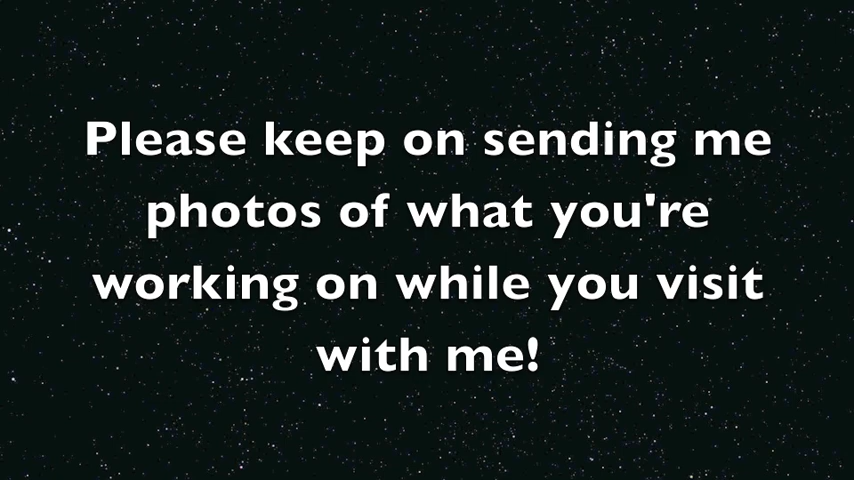 Please keep on sending me
photos of what you're
working on while you visit
with me!